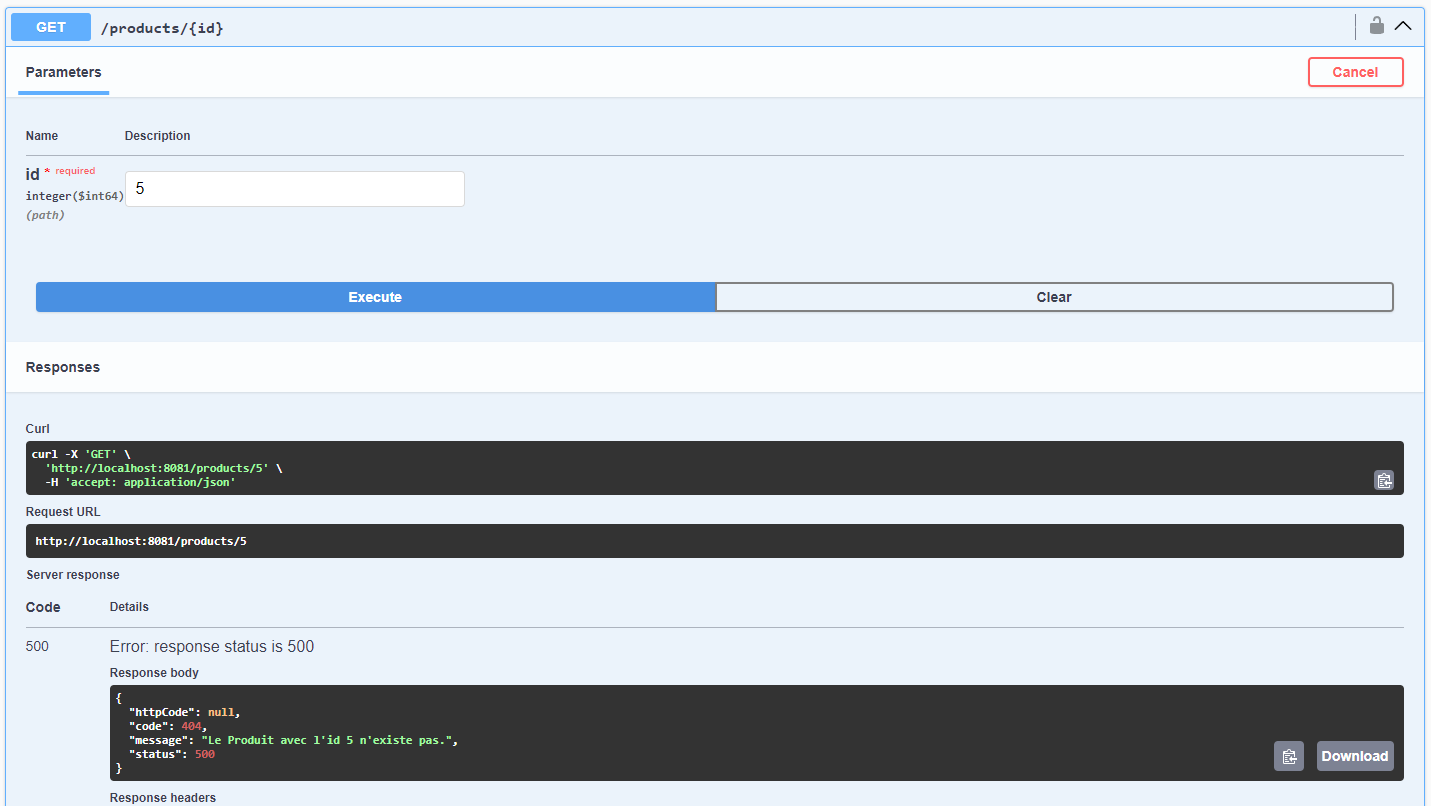 GET /products/{id}
Parameters
Cancel
Name Description
id * required
integer($int64)
(path)
5
Execute Clear
Responses
Curl
curl -X 'GET' \
'http://localhost:8081/products/5' \
-H 'accept: application/json'
Request URL
http://localhost:8081/products/5
Server response
Code Details
500 Error: response status is 500
Response body
{
"httpCode": null,
"code": 404,
"message": "Le Produit avec l'id 5 n'existe pas.",
"status": 500
}
Download
Response headers